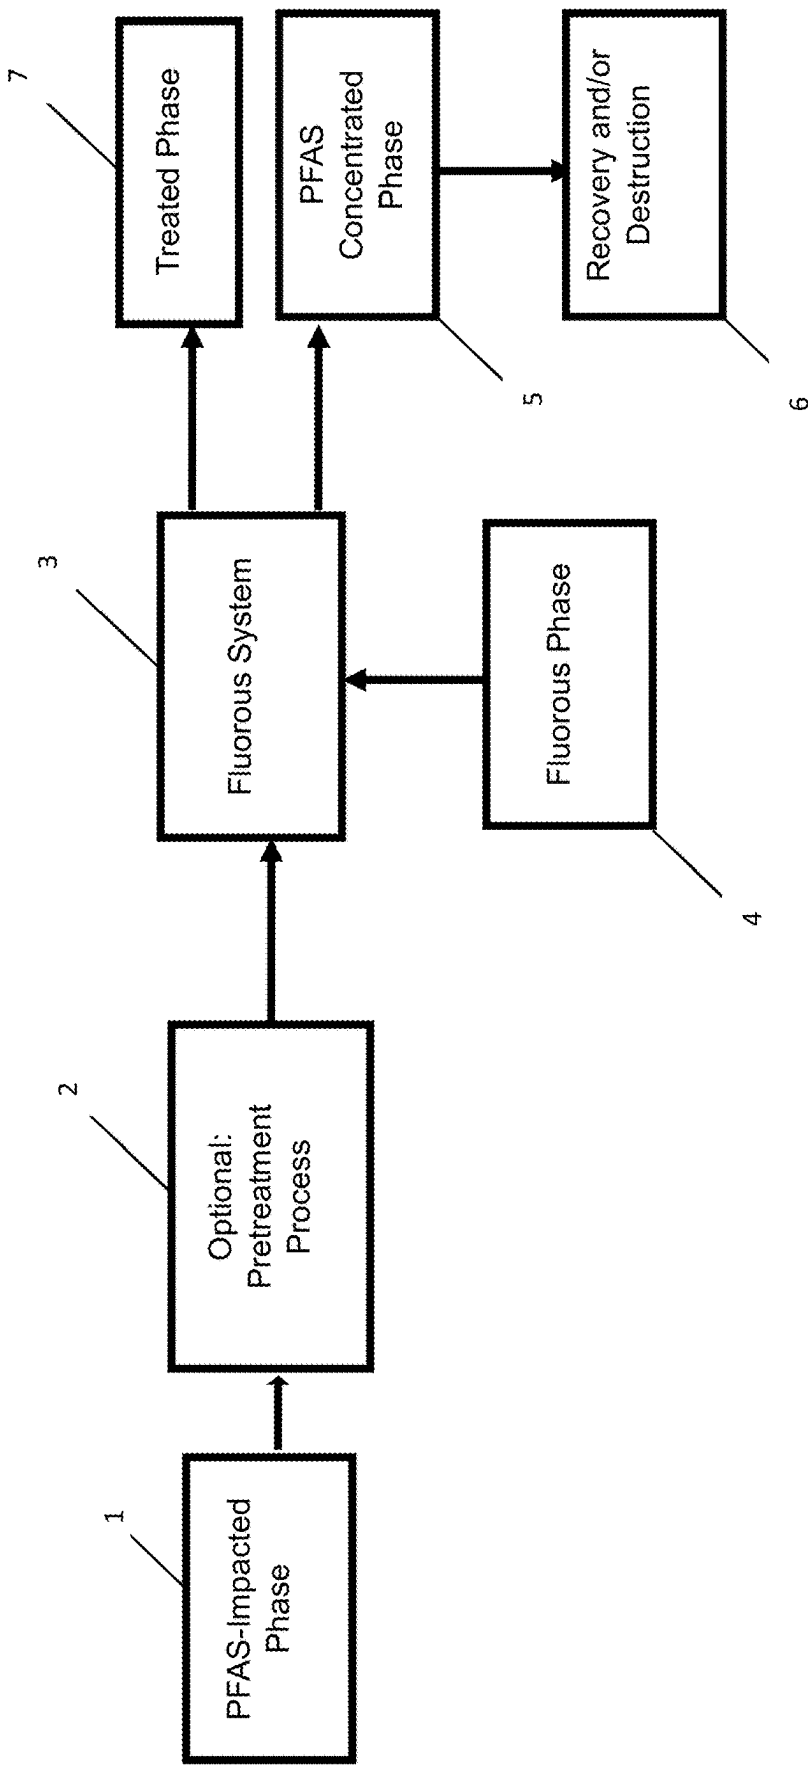 1
PFAS-Impacted
Phase
2
Optional:
Pretreatment
Process
3
Fluorous System
4
Fluorous Phase
7
Treated Phase
PFAS
Concentrated
Phase
5
Recovery and/or
Destruction
6